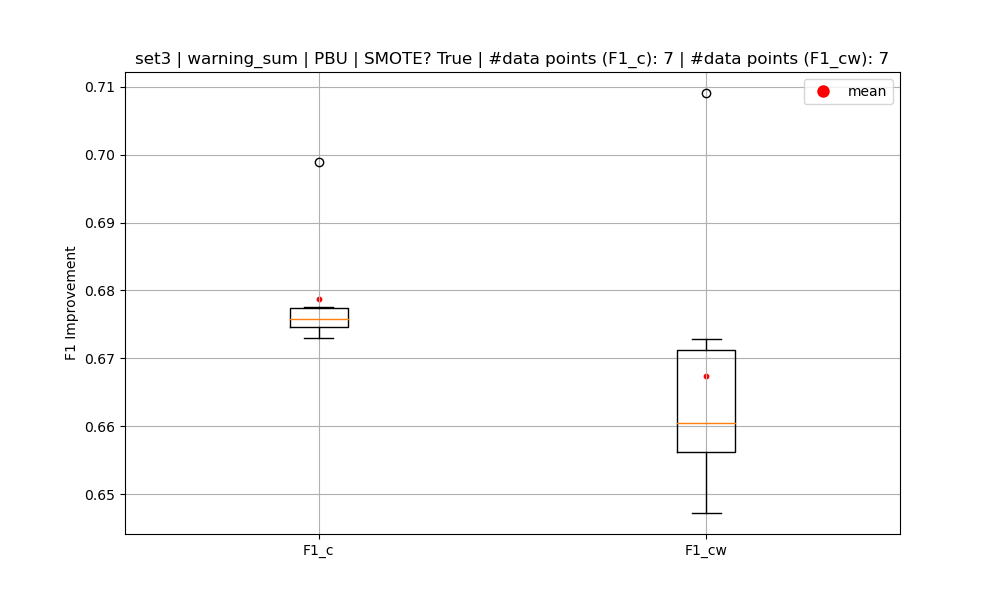 set3 | warning_sum | PBU | SMOTE? True | #data points (F1_c): 7 | #data points (F1_cw): 7
mean
0.71
0.70
0.69
0.68
0.67
0.66
0.65
F1 Improvement
F1_c
F1_cw